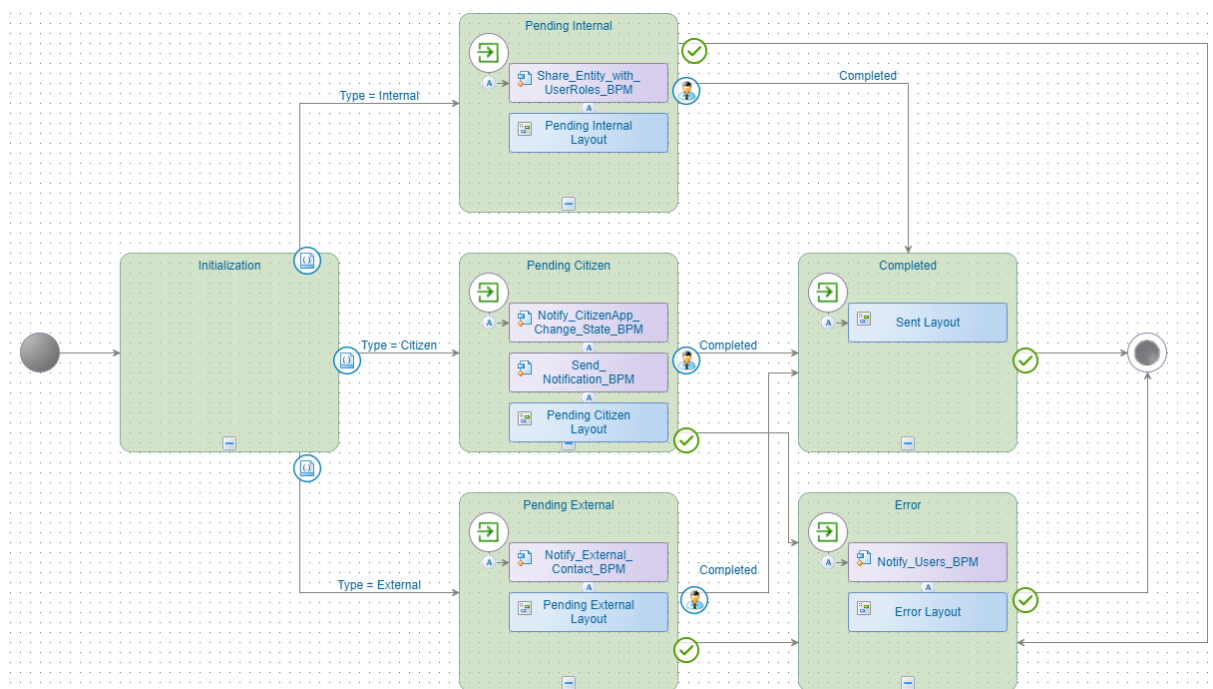 Pending Internal
A
Share_Entity_with_
UserRoles_BPM
A
Pending Internal
Layout
Completed
Type = Internal
Initialization
Type = Citizen
Pending Citizen
A
Notify_CitizenApp_
Change_State_BPM
A
Send_
Notification_BPM
A
Pending Citizen
Layout
Completed
Completed
A
Sent Layout
Type = External
Pending External
A
Notify_External_
Contact_BPM
A
Pending External
Layout
Completed
Error
A
Notify_Users_BPM
A
Error Layout